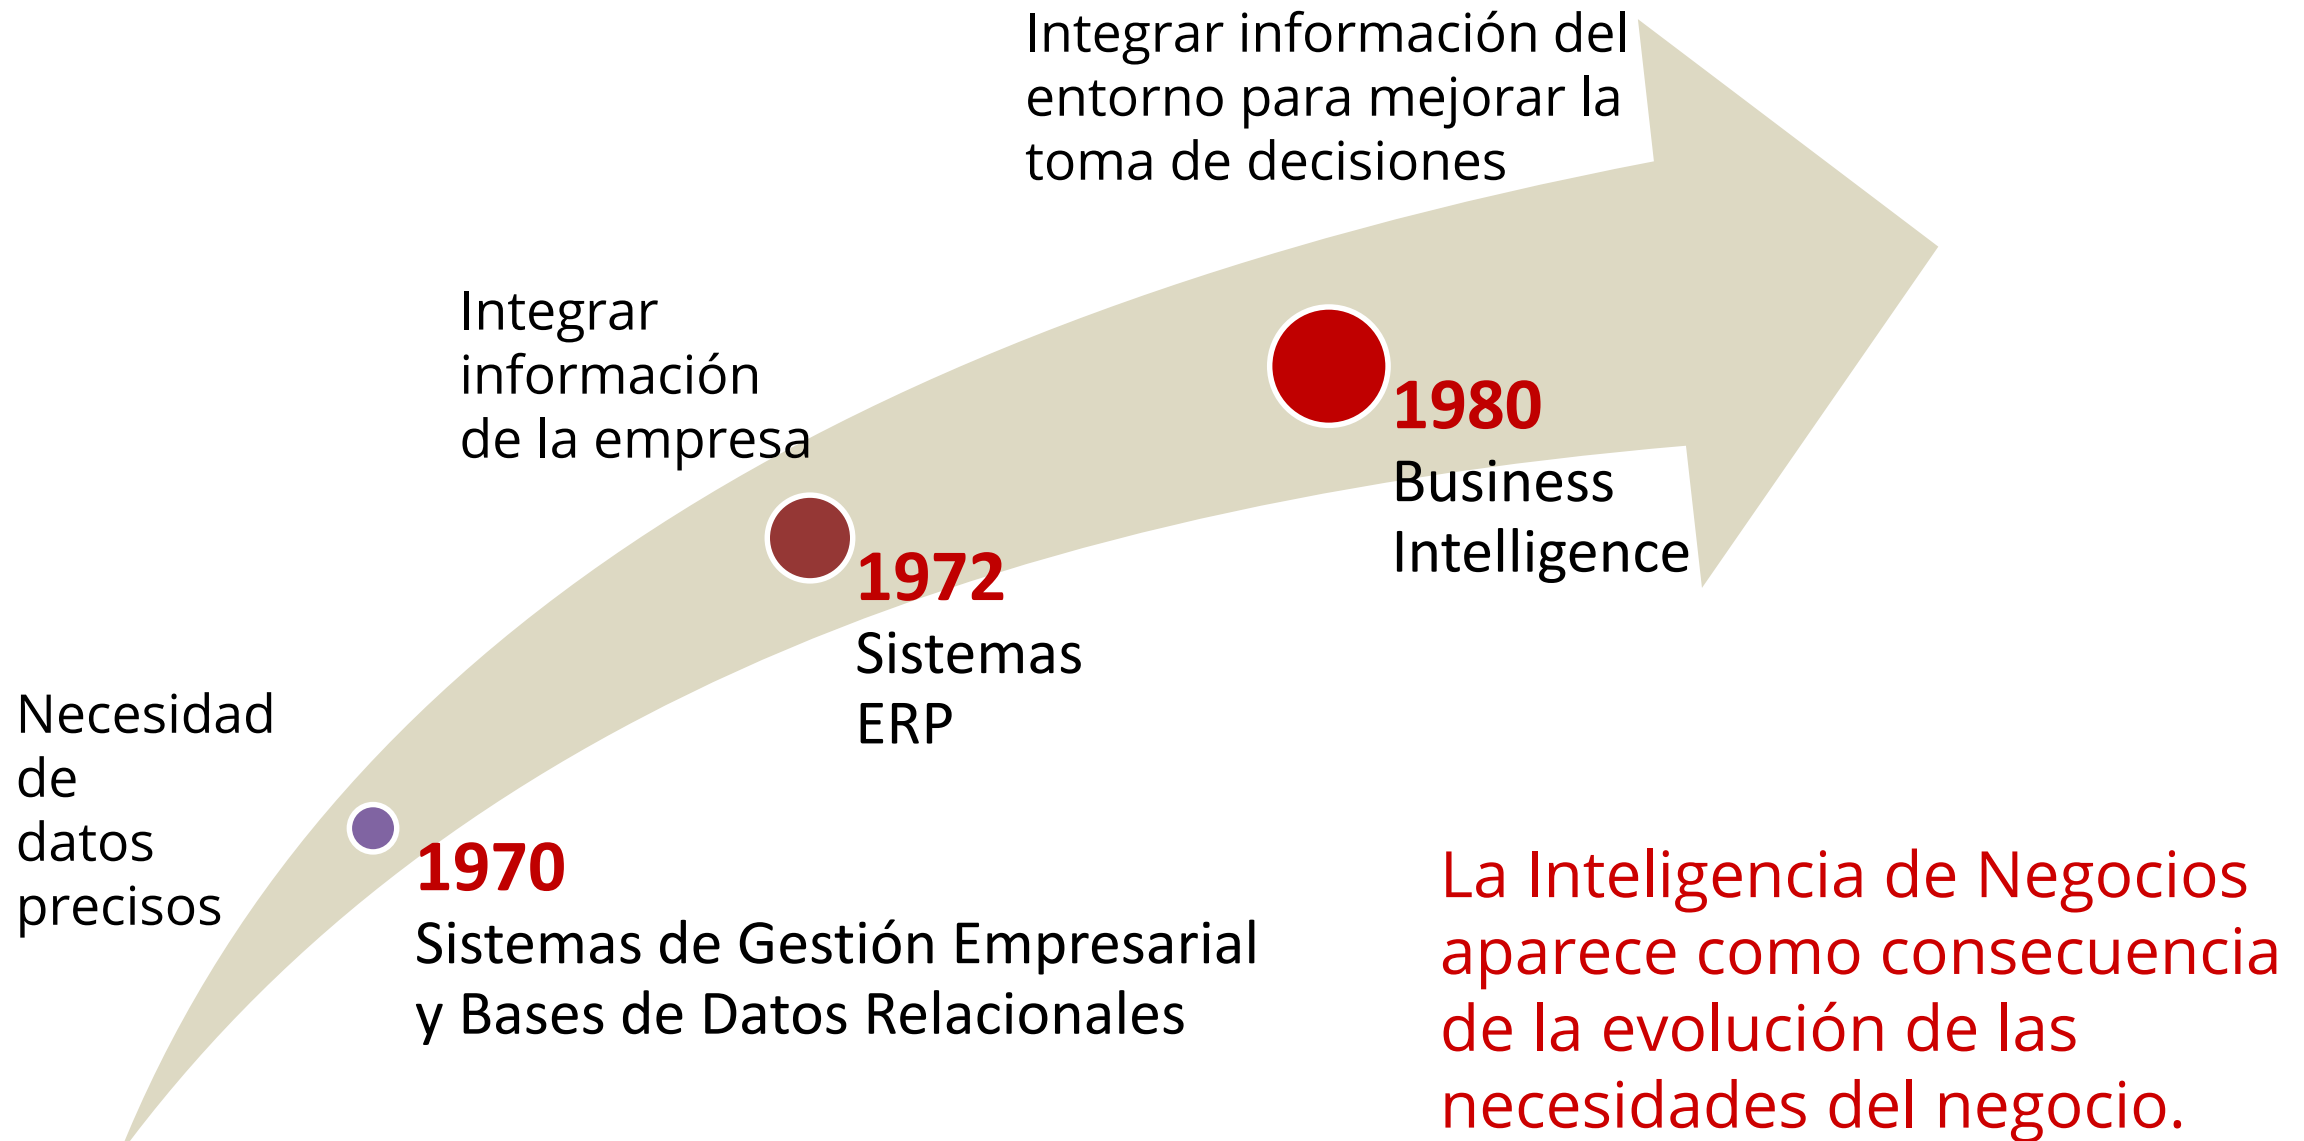 Integrar información del
entorno para mejorar la
toma de decisiones
Integrar
información
de la empresa
1980
Business
Intelligence
1972
Sistemas
ERP
Necesidad
de
datos
precisos
1970
Sistemas de Gestión Empresarial
y Bases de Datos Relacionales
La Inteligencia de Negocios
aparece como consecuencia
de la evolución de las
necesidades del negocio.